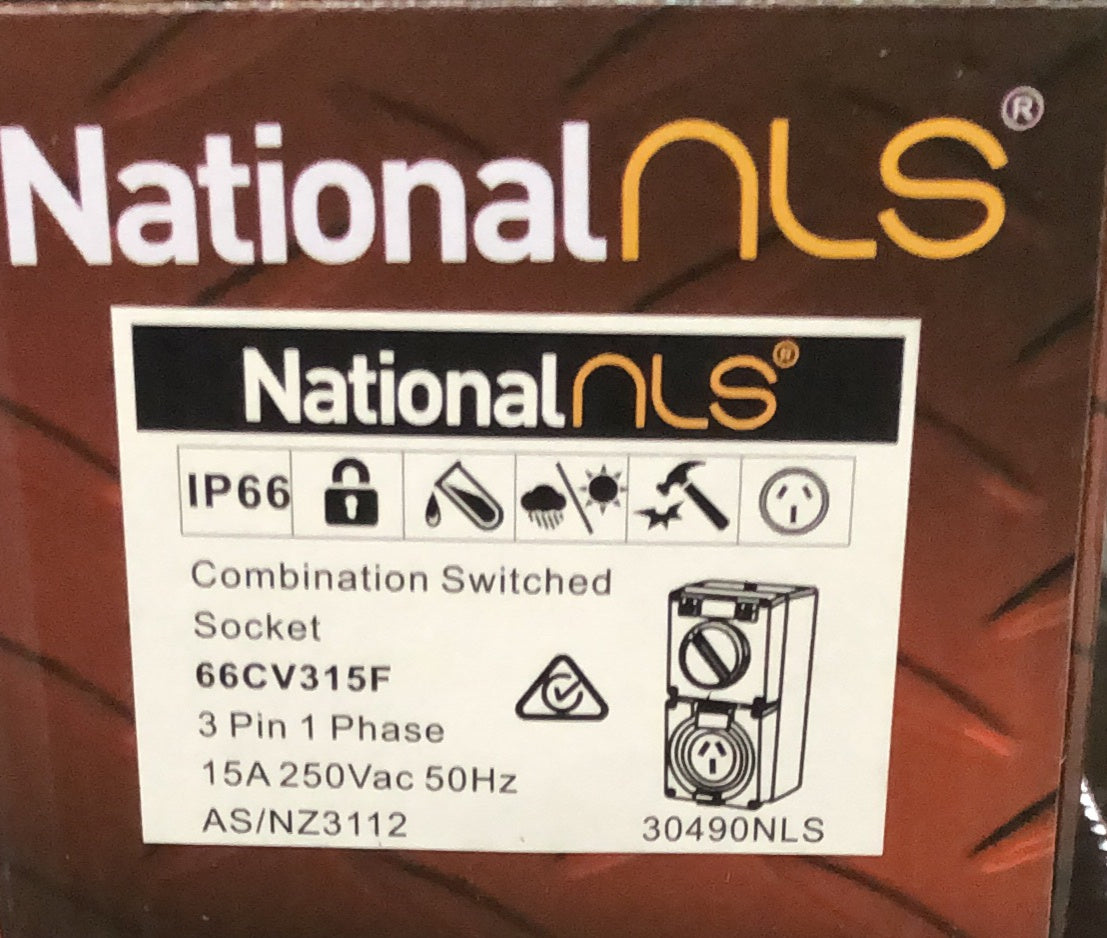 NationalNLS®
NationalNLS®
IP66
Combination Switched
Socket
66CV315F
3 Pin 1 Phase
15A 250Vac 50Hz
AS/NZ3112
30490NLS